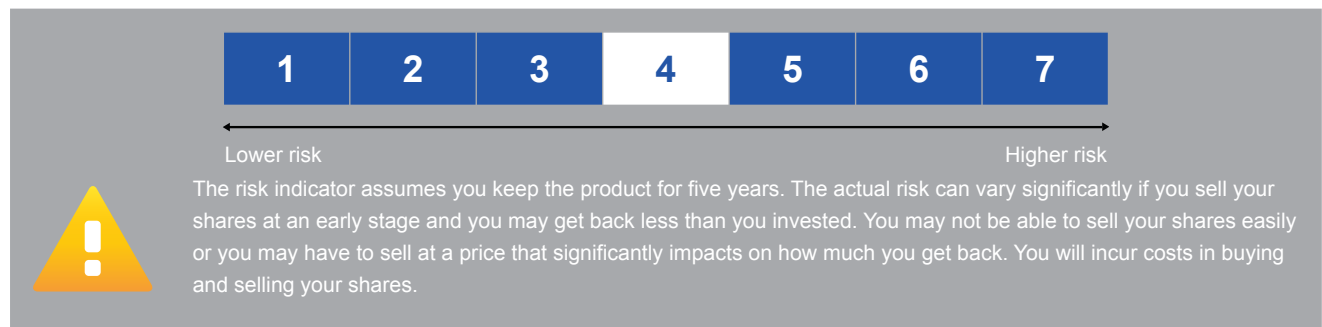 1 2 3 4 5 6 7
Lower risk Higher risk
The risk indicator assumes you keep the product for five years. The actual risk can vary significantly if you sell your
shares at an early stage and you may get back less than you invested. You may not be able to sell your shares easily
or you may have to sell at a price that significantly impacts on how much you get back. You will incur costs in buying
and selling your shares.